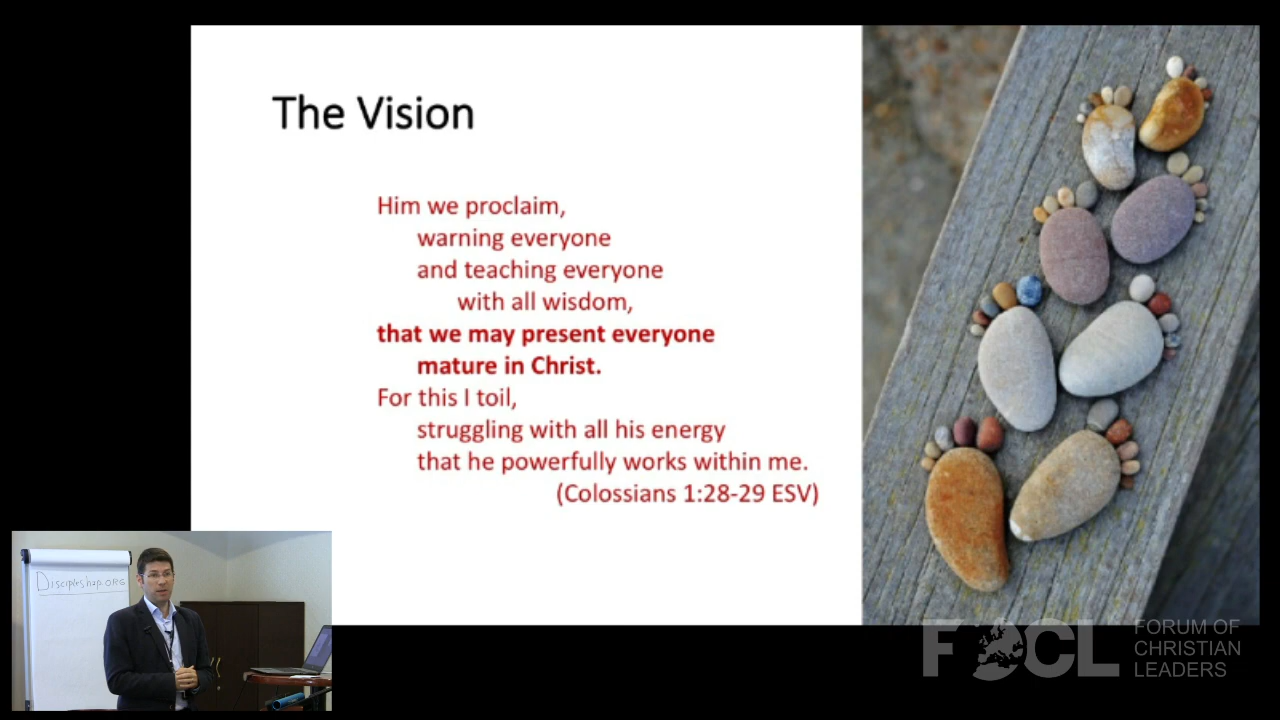 The Vision
Him we proclaim,
warning everyone
and teaching everyone
with all wisdom,
that we may present everyone
mature in Christ.
For this I toil,
struggling with all his energy
that he powerfully works within me.
(Colossians 1:28-29 ESV)
Discipleship.ORG
FOCL
FORUM OF
CHRISTIAN
LEADERS